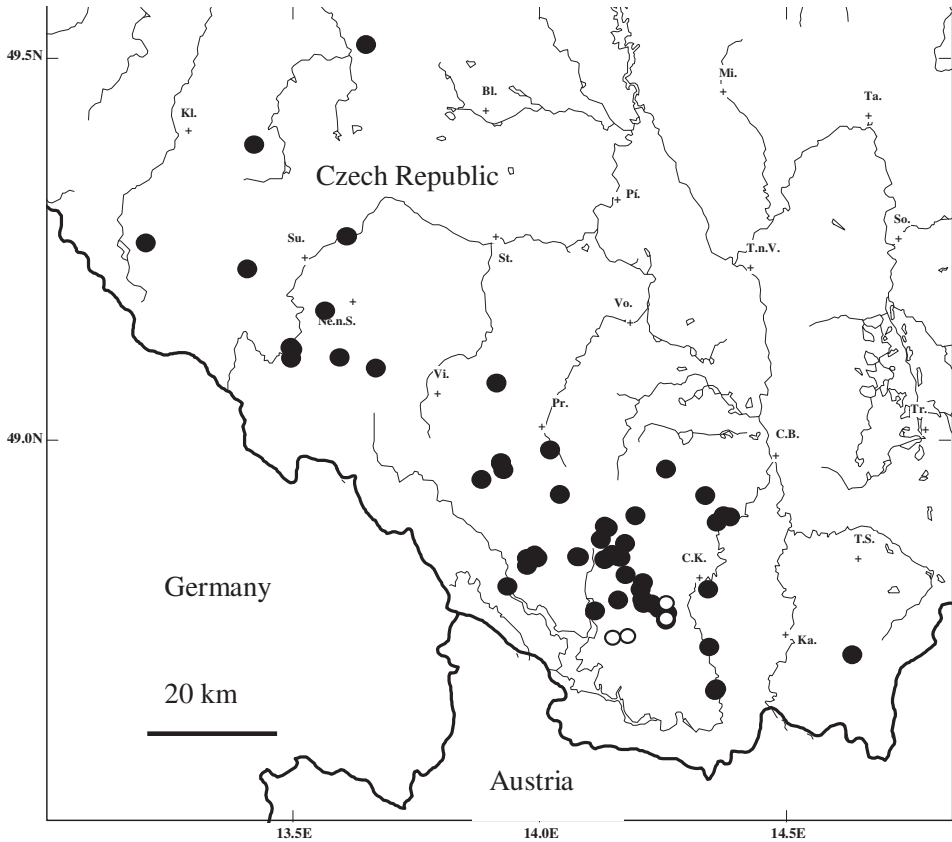 49.5N
Mi.
Bl.
Ta.
Kl.
Czech Republic
Pí.
So.
Su.
T.n.V.
St.
Vo.
Ne.n.S.
Vi.
Pr.
Tr.
49.0N
C.B.
T.S.
C.K.
Germany
Ka.
20 km
Austria
13.5E
14.0E
14.5E